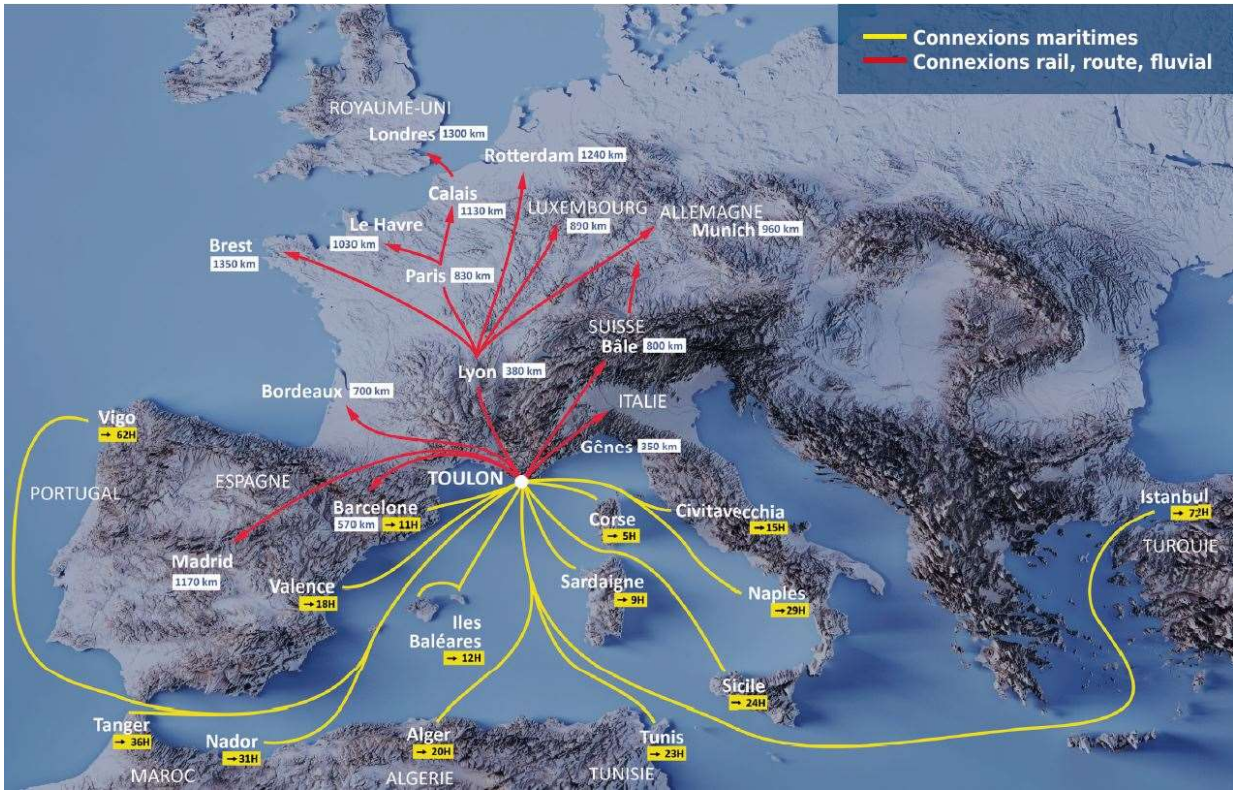 Connexions maritimes
Connexions rail, route, fluvial
ROYAUME-UNI
Londres 1300 km
Rotterdam 1240 km
Calais
1130 km
LUXEMBOURG
890 km
ALLEMAGNE
Munich 960 km
Le Havre
1030 km
Brest
1350 km
Paris 830 km
SUISSE
Bâle 800 km
Lyon 380 km
Bordeaux 700 km
ITALIE
Gênes 350 km
Vigo
→ 62H
TOULON
ESPAGNE
PORTUGAL
Barcelone
570 km → 11H
Corse
→ 5H
Civitavecchia
→ 15H
Istanbul
→ 72H
TURQUIE
Madrid
1170 km
Valence
→ 18H
Sardaigne
→ 9H
Naples
→ 29H
Iles
Baléares
→ 12H
Sicile
→ 24H
Tanger
→ 36H
Nador
→ 31H
Alger
→ 20H
Tunis
→ 23H
MAROC
ALGERIE
TUNISIE